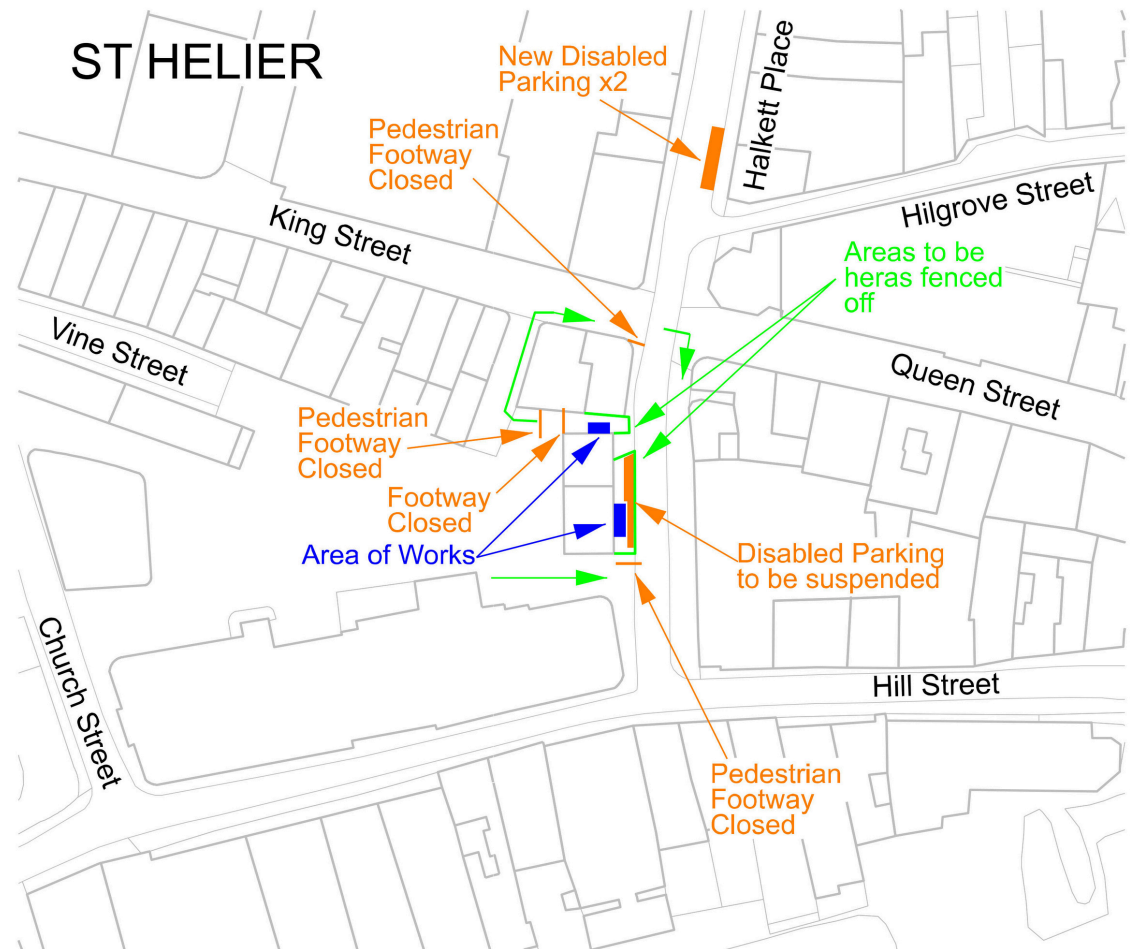 ST HELIER
New Disabled
Parking x2
Halkett Place
Pedestrian
Footway
Closed
Hilgrove Street
King Street
Areas to be
heras fenced
off
Vine Street
Queen Street
Pedestrian
Footway
Closed
Footway
Closed
Area of Works
Disabled Parking
to be suspended
Church Street
Hill Street
Pedestrian
Footway
Closed